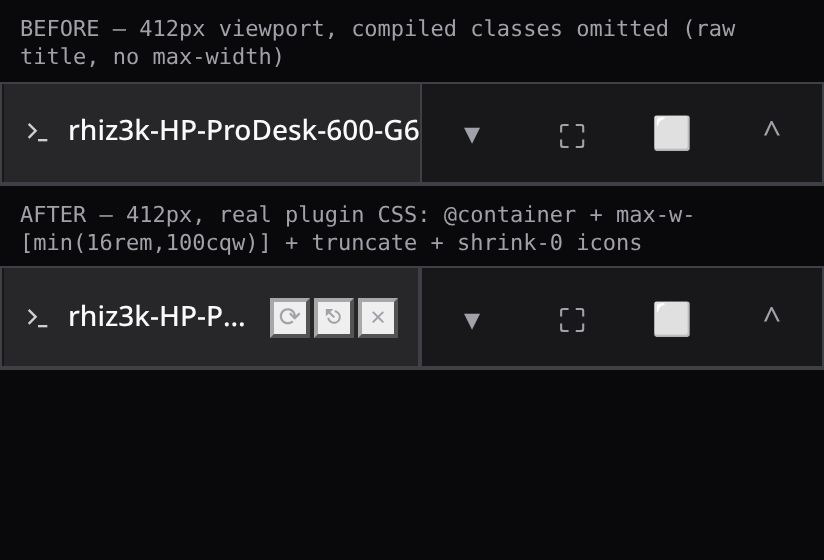 BEFORE — 412px viewport, compiled classes omitted (raw
title, no max-width)
rhiz3k-HP-ProDesk-600-G6
AFTER — 412px, real plugin CSS: @container + max-w-
[min(16rem,100cqw)] + truncate + shrink-0 icons
rhiz3k-HP-P...